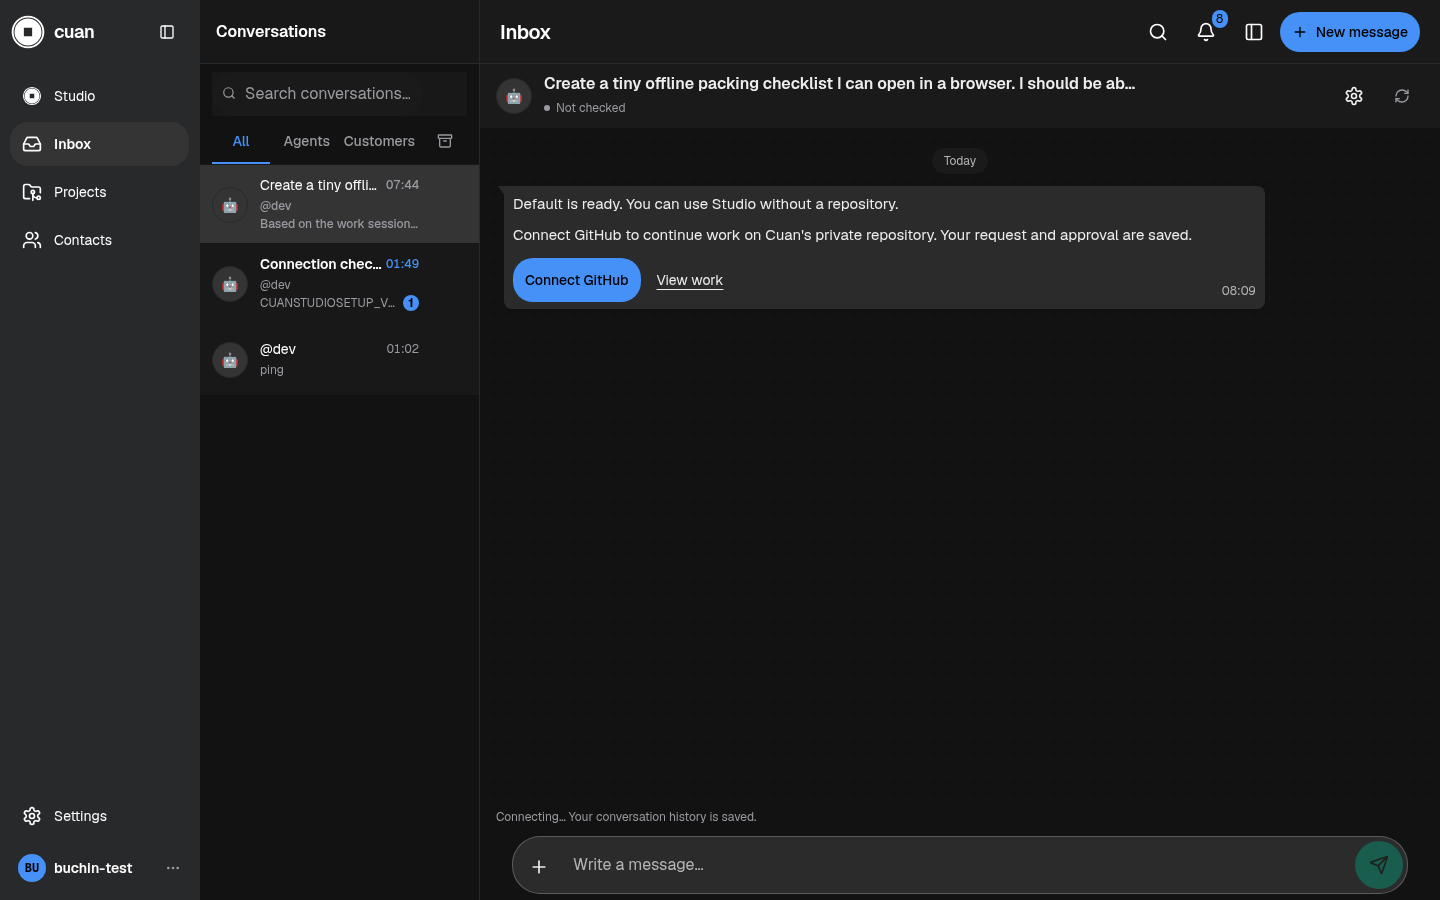 cuan
Studio
Inbox
Projects
Contacts
Settings
BU
buchin-test
Conversations
Search conversations...
All
Agents
Customers
Create a tiny offli...
07:44
@dev
Based on the work session...
Connection chec...
01:49
@dev
CUANSTUDIOSETUP_V...
1
@dev
01:02
ping
Inbox
8
New message
Create a tiny offline packing checklist I can open in a browser. I should be ab...
Not checked
Today
Default is ready. You can use Studio without a repository.
Connect GitHub to continue work on Cuan's private repository. Your request and approval are saved.
Connect GitHub
View work
08:09
Connecting... Your conversation history is saved.
Write a message...